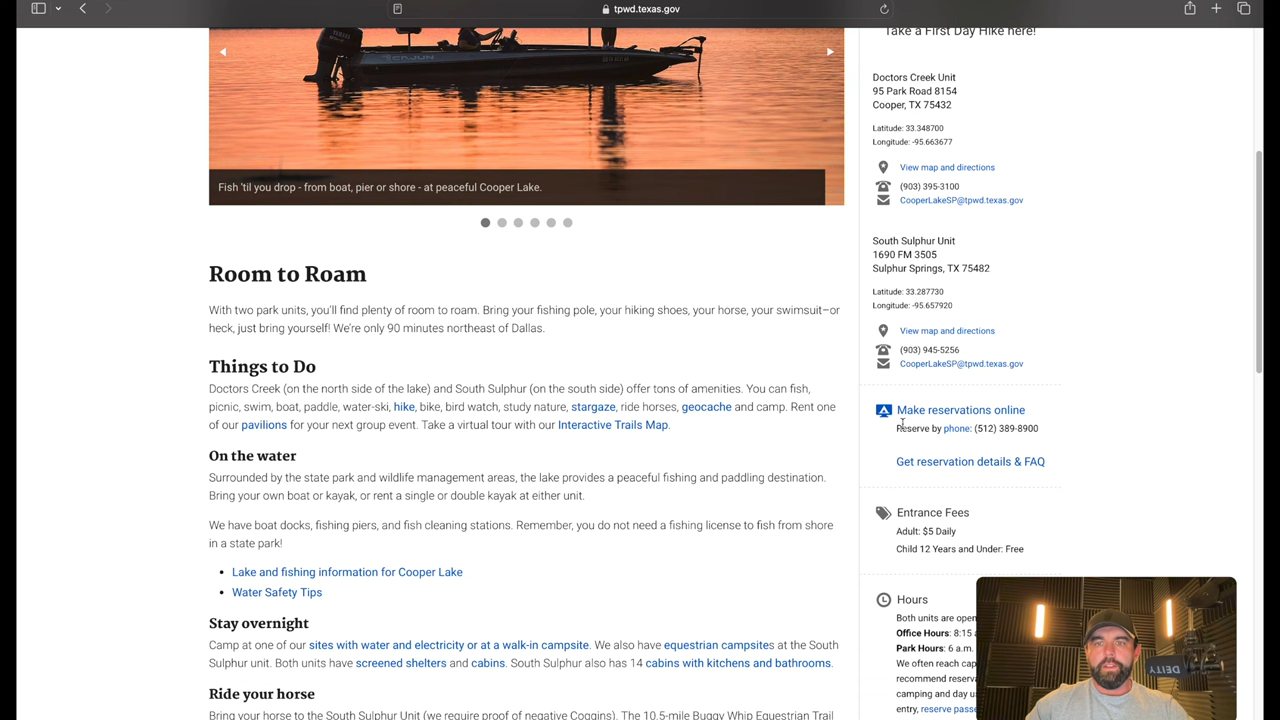 tpwd.texas.gov
YAMAHA
CAJUN
Fish 'til you drop - from boat, pier or shore - at peaceful Cooper Lake.
Room to Roam
With two park units, you'll find plenty of room to roam. Bring your fishing pole, your hiking shoes, your horse, your swimsuit–or
heck, just bring yourself! We're only 90 minutes northeast of Dallas.
Things to Do
Doctors Creek (on the north side of the lake) and South Sulphur (on the south side) offer tons of amenities. You can fish,
picnic, swim, boat, paddle, water-ski, hike, bike, bird watch, study nature, stargaze, ride horses, geocache and camp. Rent one
of our pavilions for your next group event. Take a virtual tour with our Interactive Trails Map.
On the water
Surrounded by the state park and wildlife management areas, the lake provides a peaceful fishing and paddling destination.
Bring your own boat or kayak, or rent a single or double kayak at either unit.
We have boat docks, fishing piers, and fish cleaning stations. Remember, you do not need a fishing license to fish from shore
in a state park!
• Lake and fishing information for Cooper Lake
• Water Safety Tips
Stay overnight
Camp at one of our sites with water and electricity or at a walk-in campsite. We also have equestrian campsites at the South
Sulphur unit. Both units have screened shelters and cabins. South Sulphur also has 14 cabins with kitchens and bathrooms.
Ride your horse
Bring your horse to the South Sulphur Unit (we require proof of negative Coggins). The 10.5-mile Buggy Whip Equestrian Trail
Take a First Day Hike here!
Doctors Creek Unit
95 Park Road 8154
Cooper, TX 75432
Latitude: 33.348700
Longitude: -95.663677
View map and directions
(903) 395-3100
CooperLakeSP@tpwd.texas.gov
South Sulphur Unit
1690 FM 3505
Sulphur Springs, TX 75482
Latitude: 33.287730
Longitude: -95.657920
View map and directions
(903) 945-5256
CooperLakeSP@tpwd.texas.gov
Make reservations online
Reserve by phone: (512) 389-8900
Get reservation details & FAQ
Entrance Fees
Adult: $5 Daily
Child 12 Years and Under: Free
Hours
Both units are open
Office Hours: 8:15 a
Park Hours: 6 a.m.
We often reach cap
recommend reserva
camping and day u
entry, reserve passe
DEITY